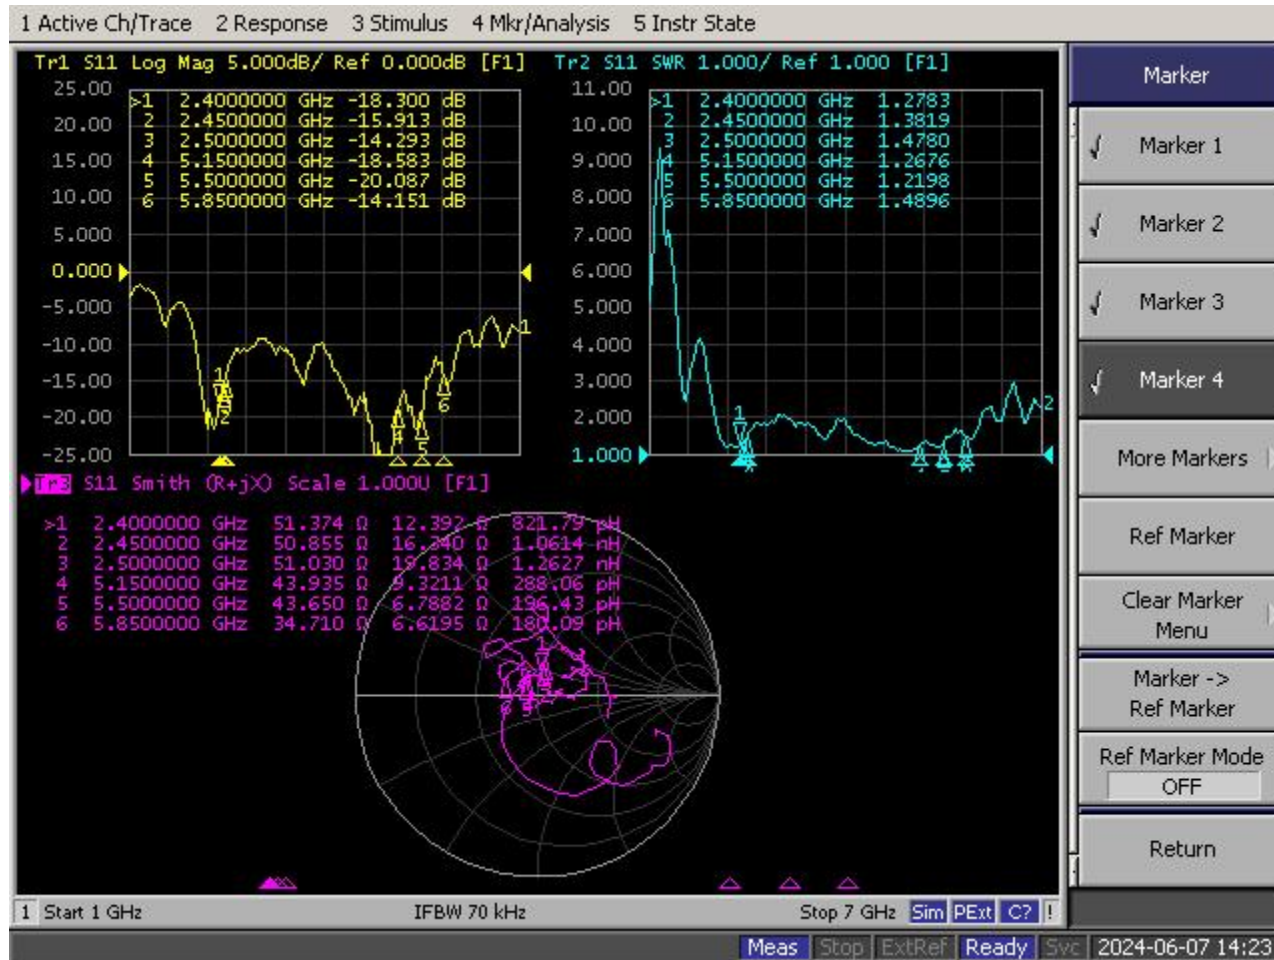 1 Active Ch/Trace 2 Response 3 Stimulus 4 Mkr/Analysis 5 Instr State
Tr1 S11 Log Mag 5.000dB/ Ref 0.000dB [F1]
25.00
20.00
15.00
10.00
5.000
0.000
-5.000
-10.00
-15.00
-20.00
-25.00
>1 2.4000000 GHz -18.300 dB
2 2.4500000 GHz -15.913 dB
3 2.5000000 GHz -14.293 dB
4 5.1500000 GHz -18.583 dB
5 5.5000000 GHz -20.087 dB
6 5.8500000 GHz -14.151 dB
1
2
4
5
6
1
Tr2 S11 SWR 1.000/ Ref 1.000 [F1]
11.00
10.00
9.000
8.000
7.000
6.000
5.000
4.000
3.000
2.000
1.000
>1 2.4000000 GHz 1.2783
2 2.4500000 GHz 1.3819
3 2.5000000 GHz 1.4780
4 5.1500000 GHz 1.2676
5 5.5000000 GHz 1.2198
6 5.8500000 GHz 1.4896
1
2
Tr3 S11 Smith (R+jX) Scale 1.000U [F1]
>1 2.4000000 GHz 51.374 Ω 12.392 Ω 821.79 pH
2 2.4500000 GHz 50.855 Ω 16.340 Ω 1.0614 nH
3 2.5000000 GHz 51.030 Ω 19.834 Ω 1.2627 nH
4 5.1500000 GHz 43.935 Ω 9.3211 Ω 288.06 pH
5 5.5000000 GHz 43.650 Ω 6.7882 Ω 196.43 pH
6 5.8500000 GHz 34.710 Ω 6.6195 Ω 180.09 pH
1 Start 1 GHz IFBW 70 kHz Stop 7 GHz Sim PExt C? !
Meas Stop ExtRef Ready Svc 2024-06-07 14:23
Marker
Marker 1
Marker 2
Marker 3
Marker 4
More Markers
Ref Marker
Clear Marker
Menu
Marker ->
Ref Marker
Ref Marker Mode
OFF
Return